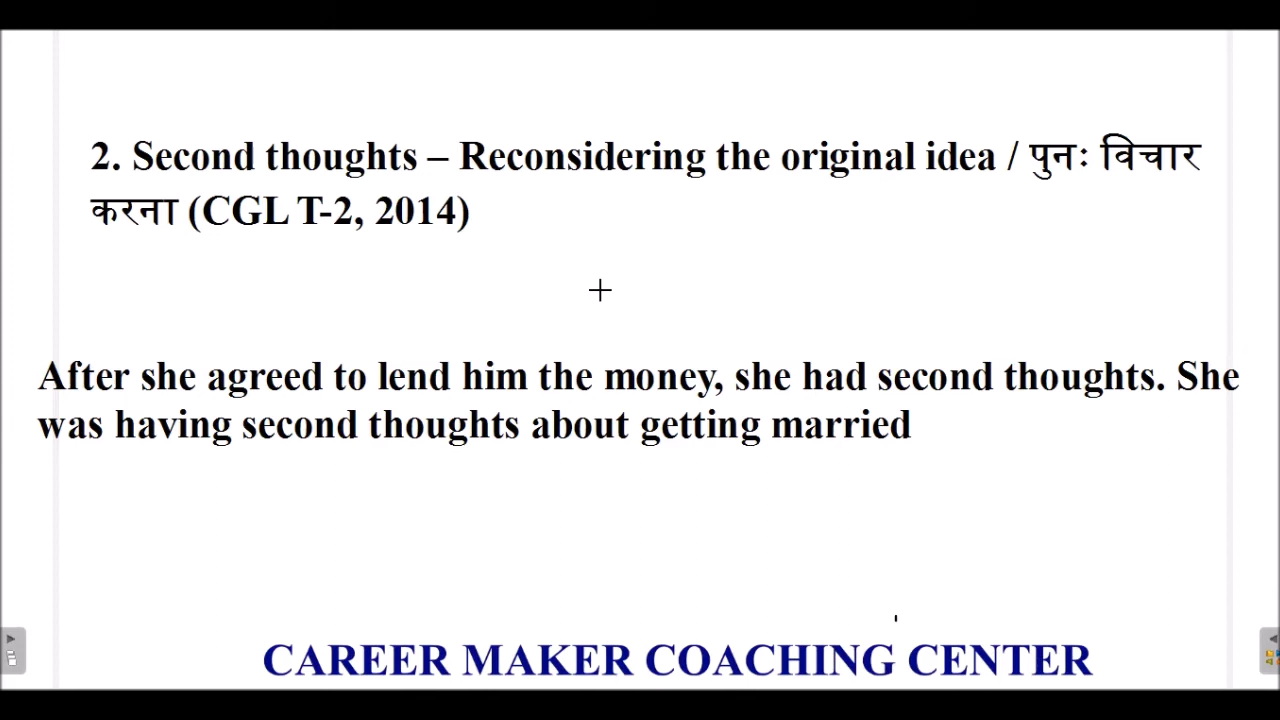 2. Second thoughts – Reconsidering the original idea / पुनः विचार
करना (CGL T-2, 2014)
After she agreed to lend him the money, she had second thoughts. She
was having second thoughts about getting married
CAREER MAKER COACHING CENTER